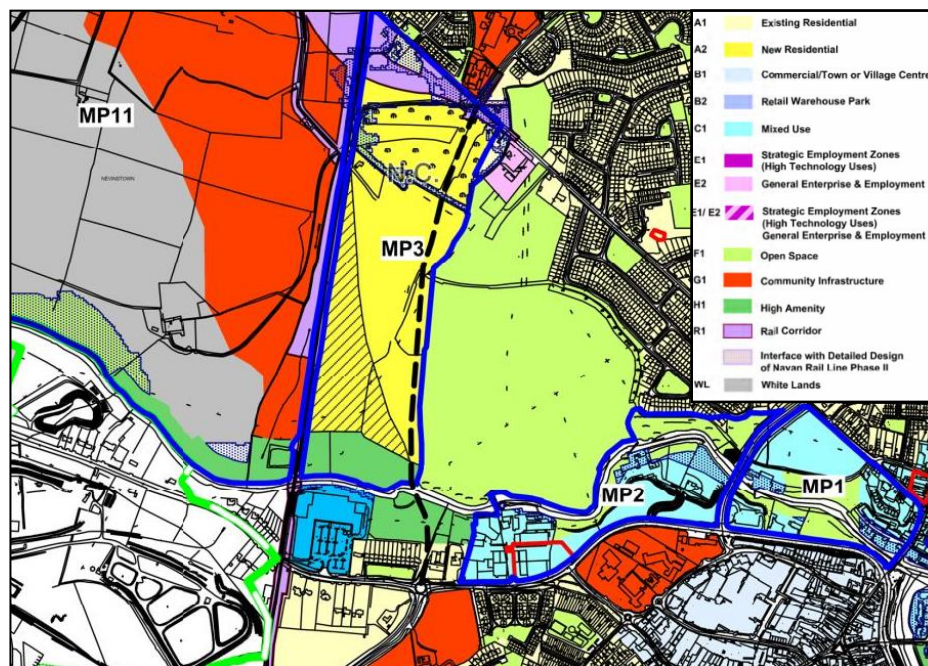 MP11
NEVINSTOWN
N.C.
MP3
MP2
MP1
A1 Existing Residential
A2 New Residential
B1 Commercial/Town or Village Centre
B2 Retail Warehouse Park
C1 Mixed Use
E1 Strategic Employment Zones
(High Technology Uses)
E2 General Enterprise & Employment
E1/ E2 Strategic Employment Zones
(High Technology Uses)
General Enterprise & Employment
F1 Open Space
G1 Community Infrastructure
H1 High Amenity
R1 Rail Corridor
Interface with Detailed Design
of Navan Rail Line Phase II
WL White Lands